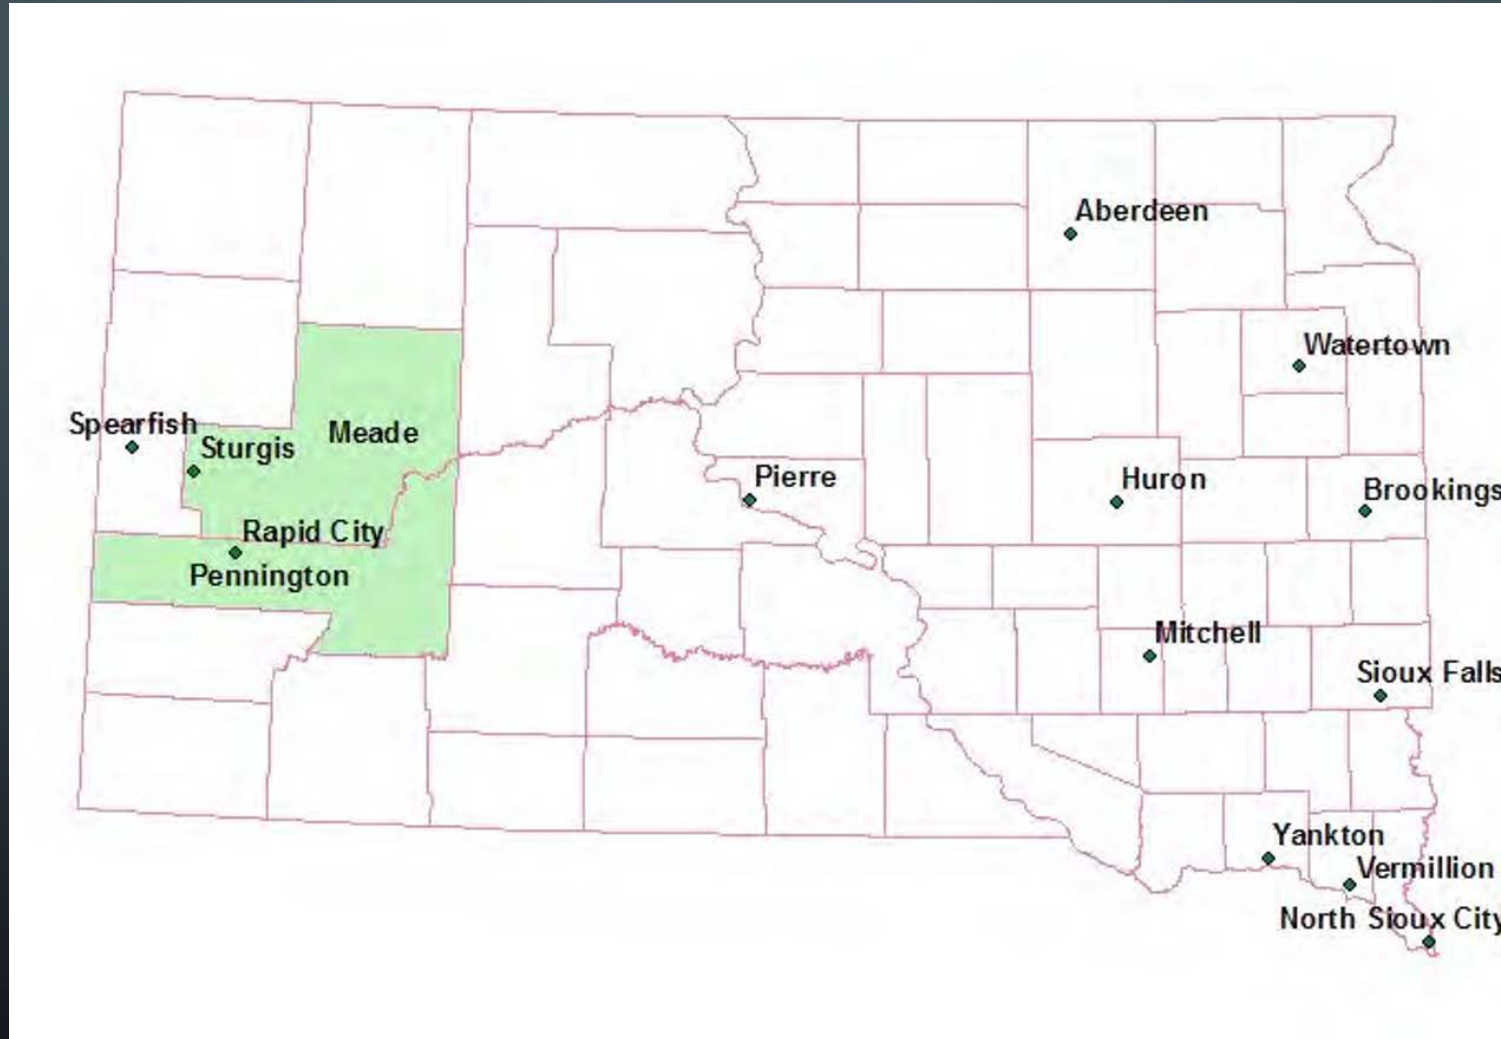 Aberdeen
Watertown
Spearfish
Sturgis
Meade
Pierre
Huron
Brookings
Rapid City
Pennington
Mitchell
Sioux Falls
Yankton
Vermillion
North Sioux City